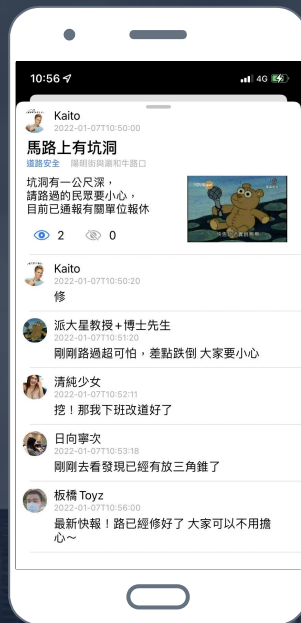 10:56
4G
Kaito
2022-01-07T10:50:00
馬路上有坑洞
道路安全 陽明街與涮和牛路口
坑洞有一公尺深，
請路過的民眾要小心，
目前已通報有關單位報休
2 0
Kaito
2022-01-07T10:50:20
修
派大星教授+博士先生
2022-01-07T10:51:20
剛剛路過超可怕，差點跌倒 大家要小心
清純少女
2022-01-07T10:52:11
挖！那我下班改道好了
日向寧次
2022-01-07T10:53:18
剛剛去看發現已經有放三角錐了
板橋 Toyz
2022-01-07T10:56:00
最新快報！路已經修好了 大家可以不用擔
心～